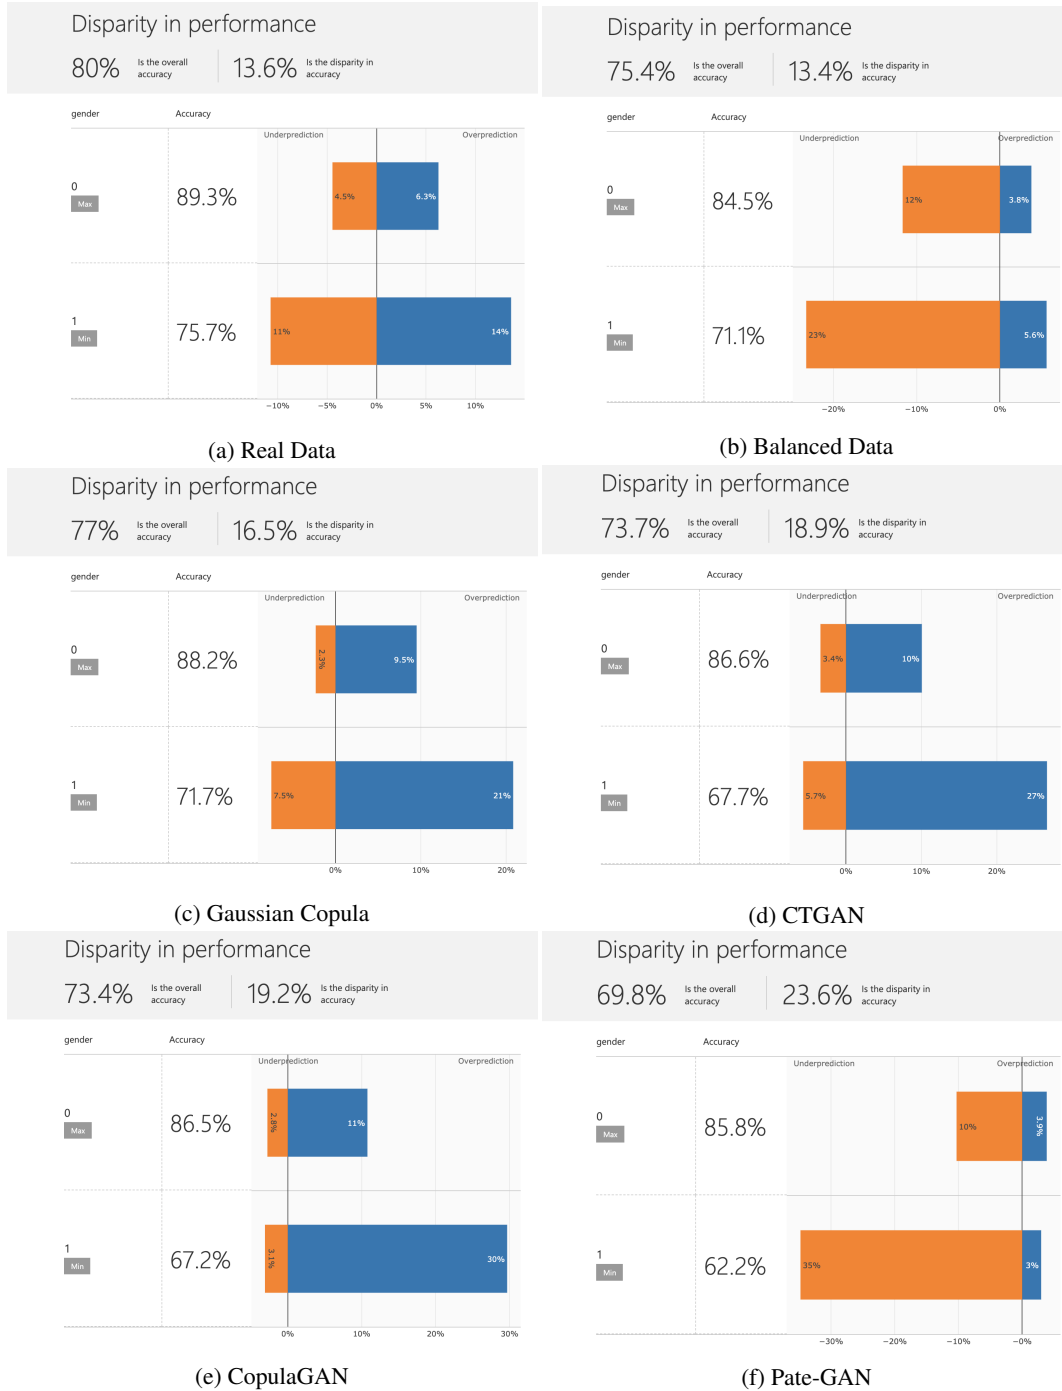 Disparity in performance
80% Is the overall accuracy 13.6% Is the disparity in accuracy
gender Accuracy
Underprediction Overprediction
0 Max 89.3% 4.5% 6.3%
1 Min 75.7% 11% 14%
−10% −5% 0% 5% 10%
(a) Real Data
Disparity in performance
75.4% Is the overall accuracy 13.4% Is the disparity in accuracy
gender Accuracy
Underprediction Overprediction
0 Max 84.5% 12% 3.8%
1 Min 71.1% 23% 5.6%
−20% −10% 0%
(b) Balanced Data
Disparity in performance
77% Is the overall accuracy 16.5% Is the disparity in accuracy
gender Accuracy
Underprediction Overprediction
0 Max 88.2% 2.3% 9.5%
1 Min 71.7% 7.5% 21%
0% 10% 20%
(c) Gaussian Copula
Disparity in performance
73.7% Is the overall accuracy 18.9% Is the disparity in accuracy
gender Accuracy
Underprediction Overprediction
0 Max 86.6% 3.4% 10%
1 Min 67.7% 5.7% 27%
0% 10% 20%
(d) CTGAN
Disparity in performance
73.4% Is the overall accuracy 19.2% Is the disparity in accuracy
gender Accuracy
Underprediction Overprediction
0 Max 86.5% 2.8% 11%
1 Min 67.2% 3.1% 30%
0% 10% 20% 30%
(e) CopulaGAN
Disparity in performance
69.8% Is the overall accuracy 23.6% Is the disparity in accuracy
gender Accuracy
Underprediction Overprediction
0 Max 85.8% 10% 3.9%
1 Min 62.2% 35% 3%
−30% −20% −10% −0%
(f) Pate-GAN